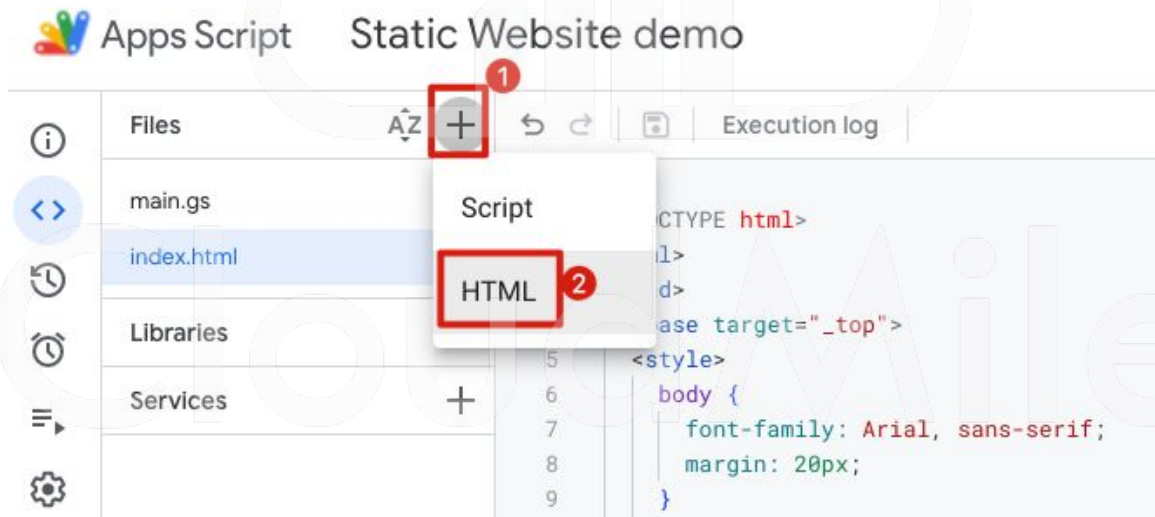 Apps Script Static Website demo
1
Files AZ + Execution log
main.gs
Script
CTYPE html>
index.html
l>
HTML 2
d>
Libraries
ase target="_top">
5 <style>
Services +
6 body {
7 font-family: Arial, sans-serif;
8 margin: 20px;
9 }
CloudMile